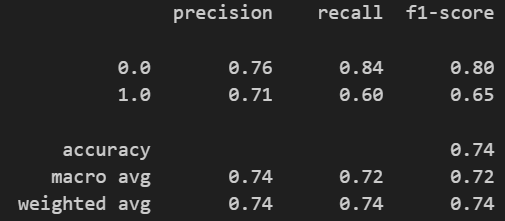 precision recall f1-score
0.0 0.76 0.84 0.80
1.0 0.71 0.60 0.65
accuracy 0.74
macro avg 0.74 0.72 0.72
weighted avg 0.74 0.74 0.74